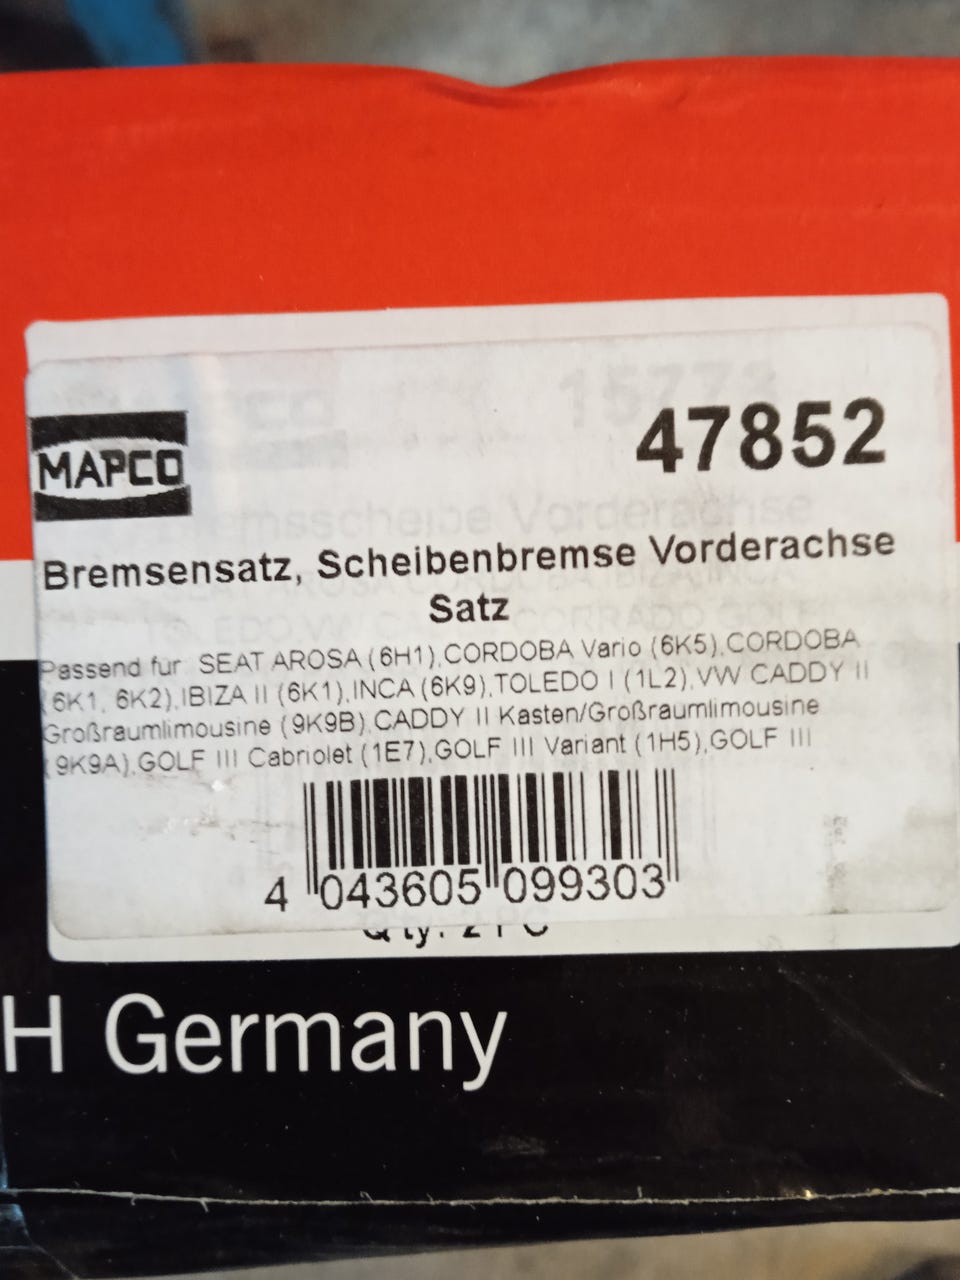 MAPCO
47852
Bremsensatz, Scheibenbremse Vorderachse
Satz
Passend für SEAT AROSA (6H1),CORDOBA Vario (6K5),CORDOBA
(6K1, 6K2),IBIZA II (6K1),INCA (6K9),TOLEDO I (1L2),VW CADDY II
Großraumlimousine (9K9B),CADDY II Kasten/Großraumlimousine
(9K9A),GOLF III Cabriolet (1E7),GOLF III Variant (1H5),GOLF III
4 043605 099303
H Germany